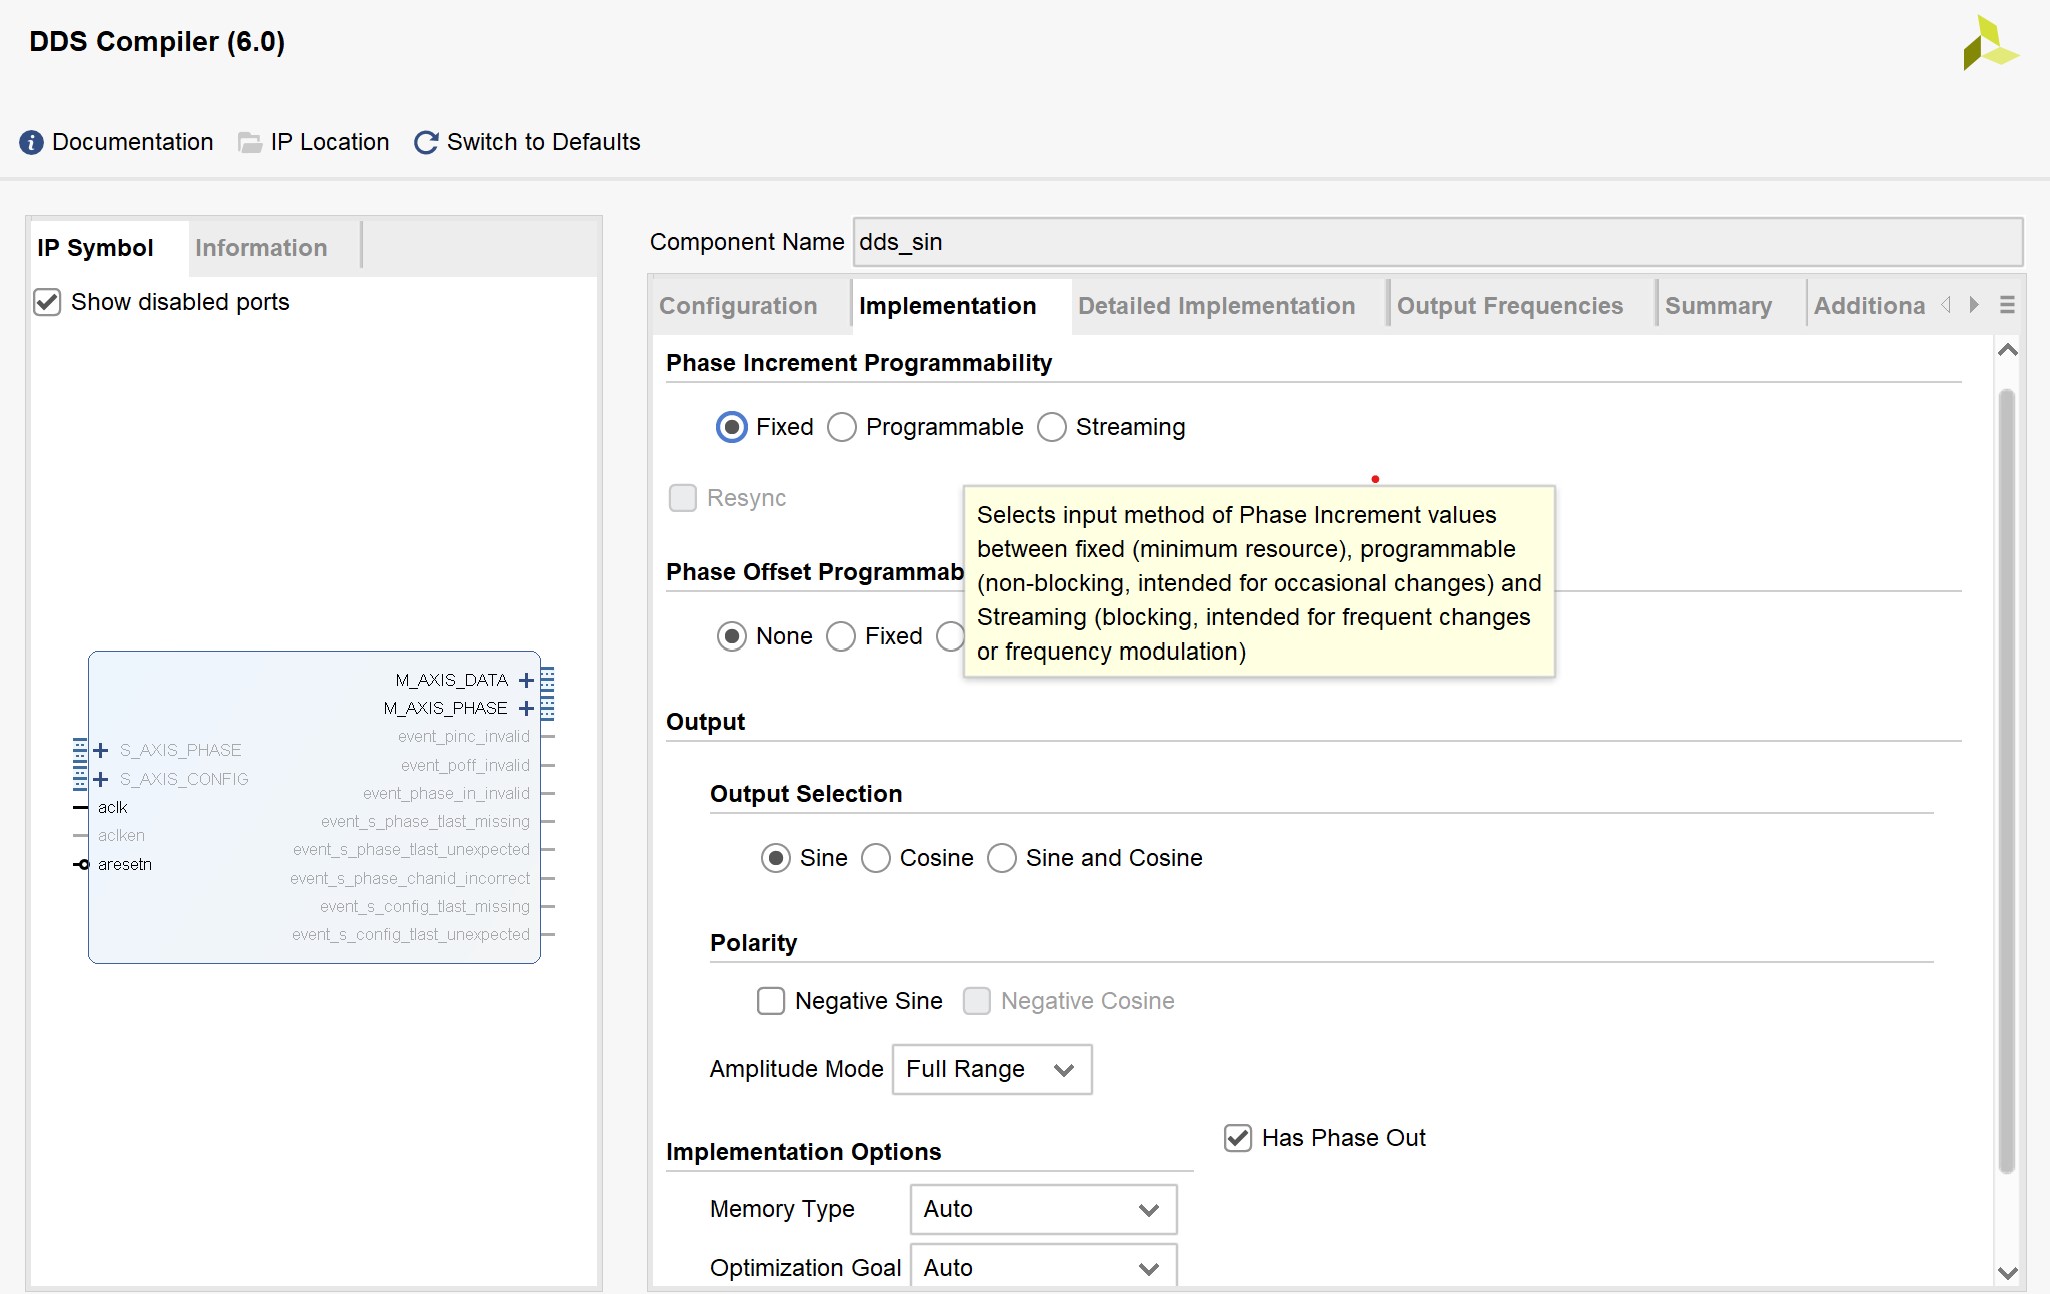 DDS Compiler (6.0)
Documentation IP Location Switch to Defaults
IP Symbol Information
Show disabled ports
M_AXIS_DATA
M_AXIS_PHASE
event_pinc_invalid
S_AXIS_PHASE
event_poff_invalid
S_AXIS_CONFIG
event_phase_in_invalid
aclk
event_s_phase_tlast_missing
aclken
event_s_phase_tlast_unexpected
aresetn
event_s_phase_chanid_incorrect
event_s_config_tlast_missing
event_s_config_tlast_unexpected
Component Name dds_sin
Configuration Implementation Detailed Implementation Output Frequencies Summary Additiona
Phase Increment Programmability
Fixed Programmable Streaming
Resync
Selects input method of Phase Increment values
between fixed (minimum resource), programmable
(non-blocking, intended for occasional changes) and
Streaming (blocking, intended for frequent changes
or frequency modulation)
Phase Offset Programmab
None Fixed
Output
Output Selection
Sine Cosine Sine and Cosine
Polarity
Negative Sine Negative Cosine
Amplitude Mode Full Range
Implementation Options
Has Phase Out
Memory Type Auto
Optimization Goal Auto